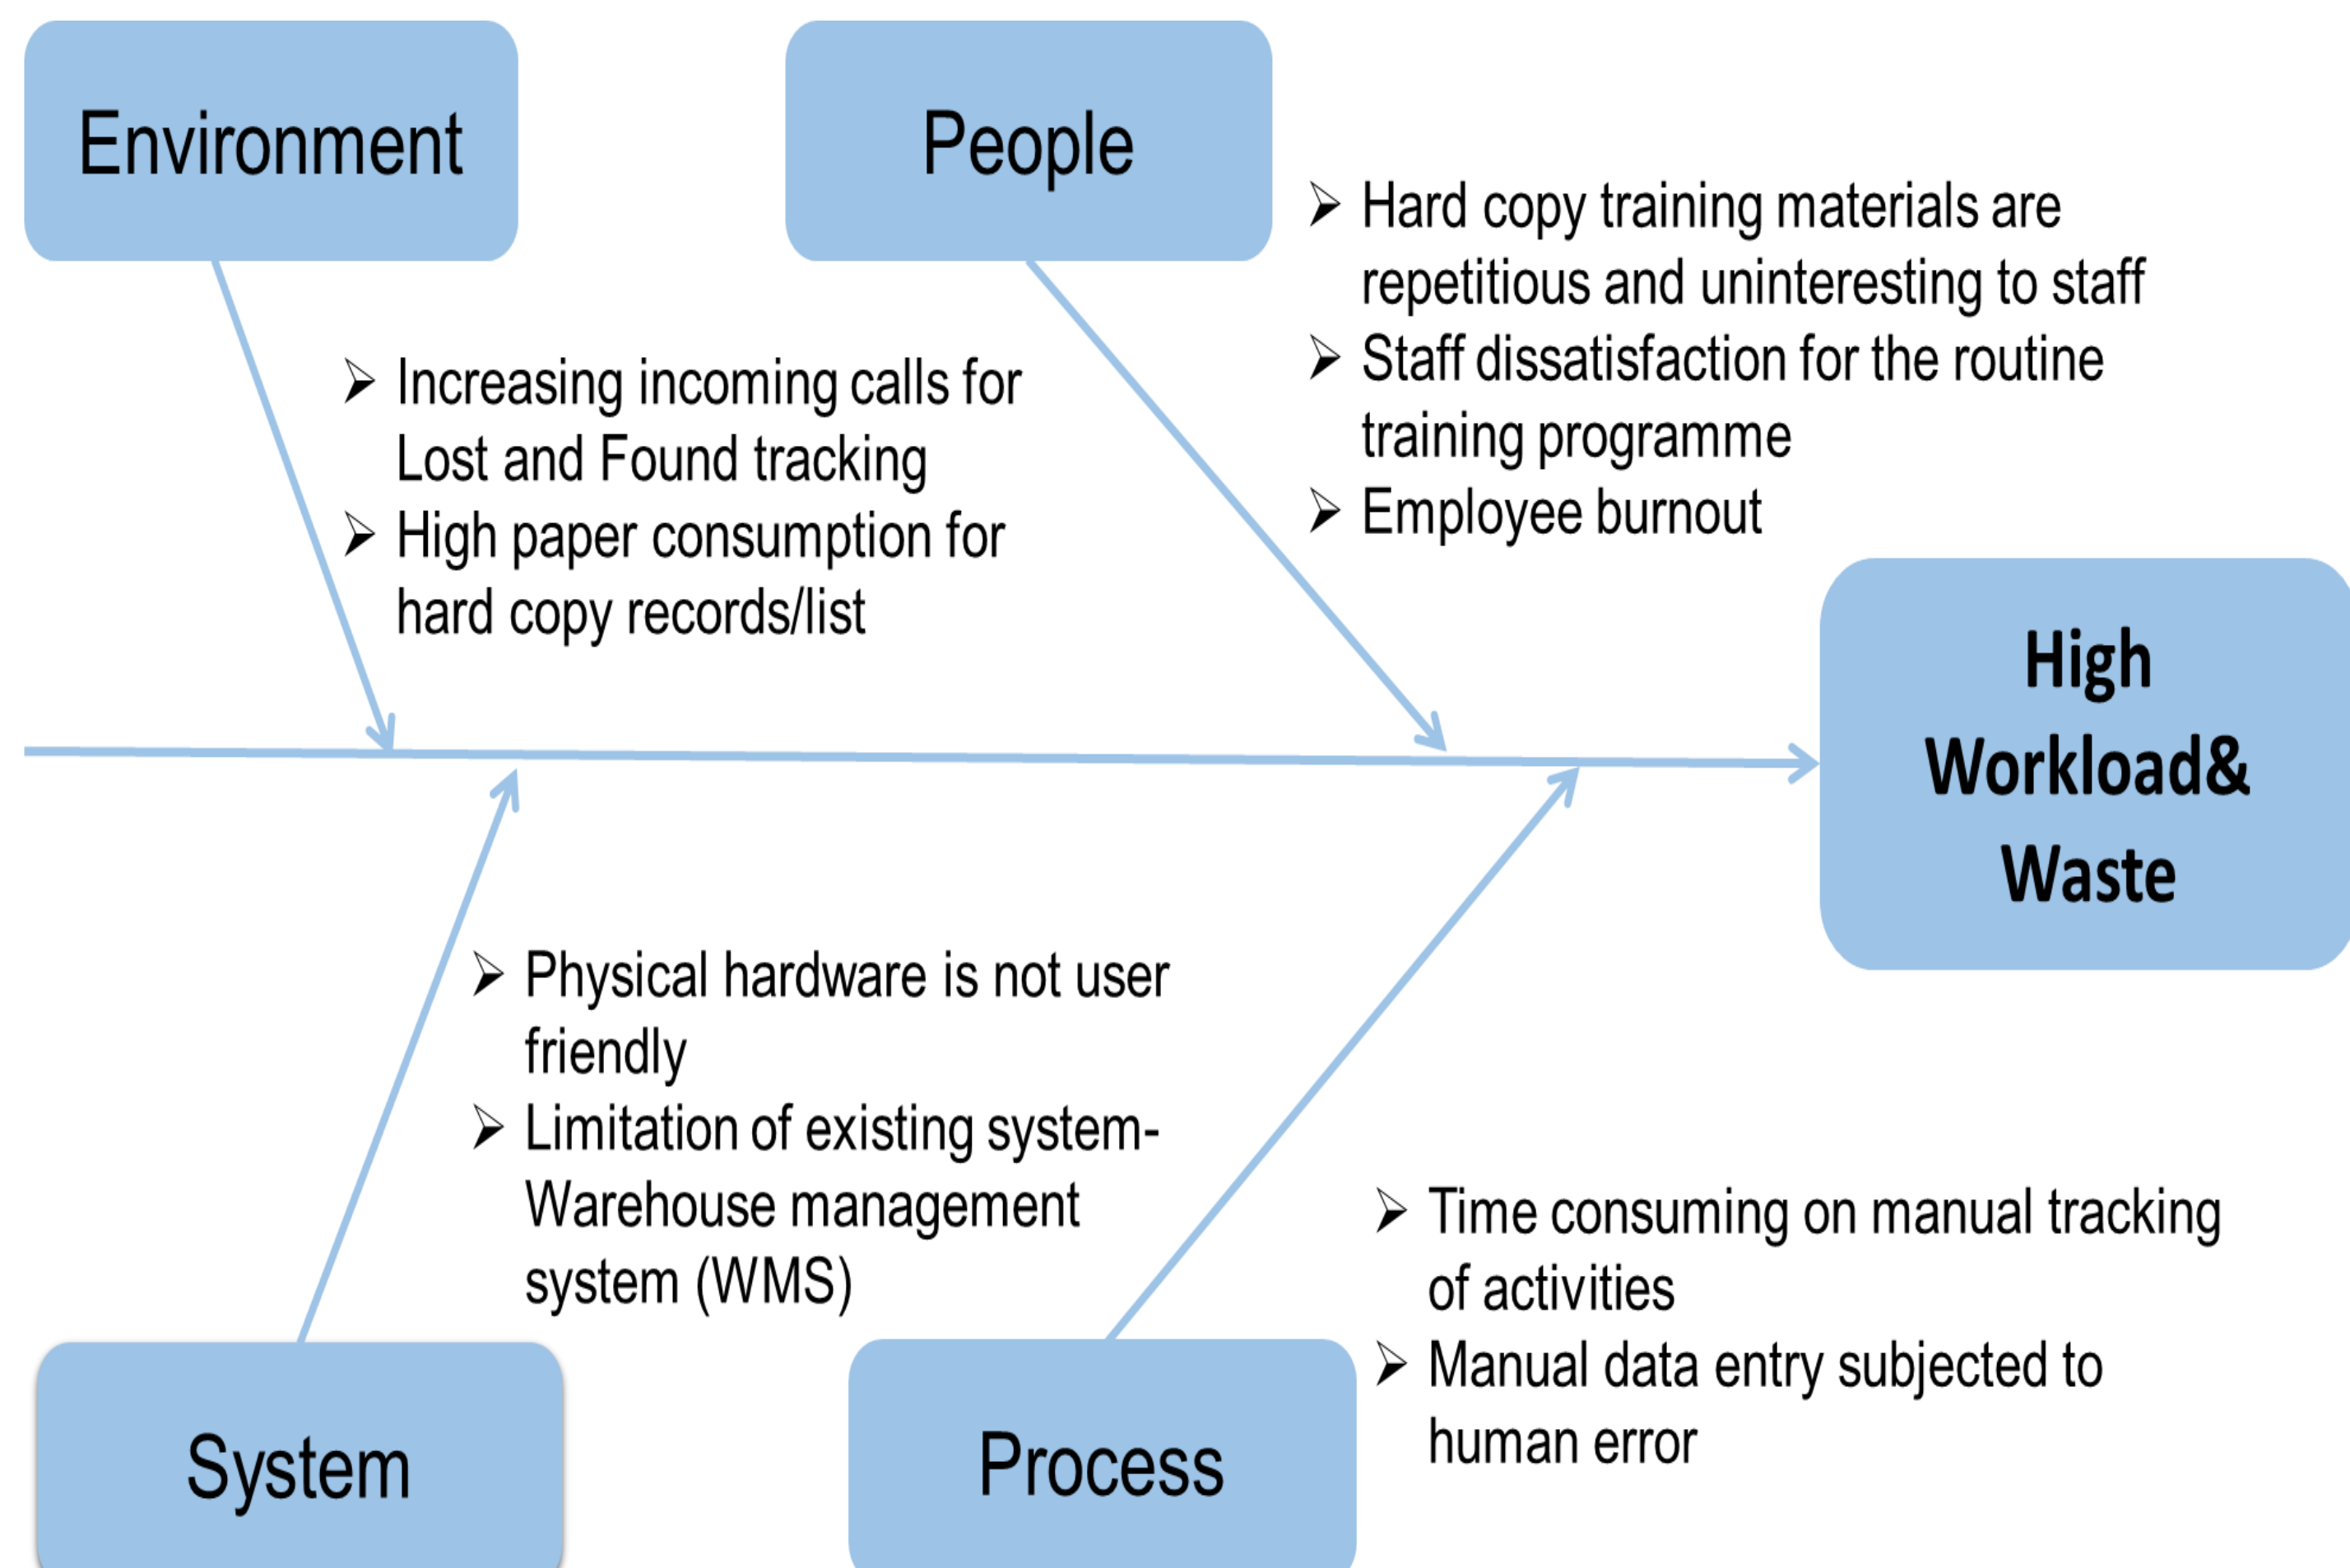 Environment
People
➢ Hard copy training materials are
repetitious and uninteresting to staff
➢ Staff dissatisfaction for the routine
training programme
➢ Employee burnout
➢ Increasing incoming calls for
Lost and Found tracking
➢ High paper consumption for
hard copy records/list
High
Workload&
Waste
➢ Physical hardware is not user
friendly
➢ Limitation of existing system-
Warehouse management
system (WMS)
➢ Time consuming on manual tracking
of activities
➢ Manual data entry subjected to
human error
System
Process